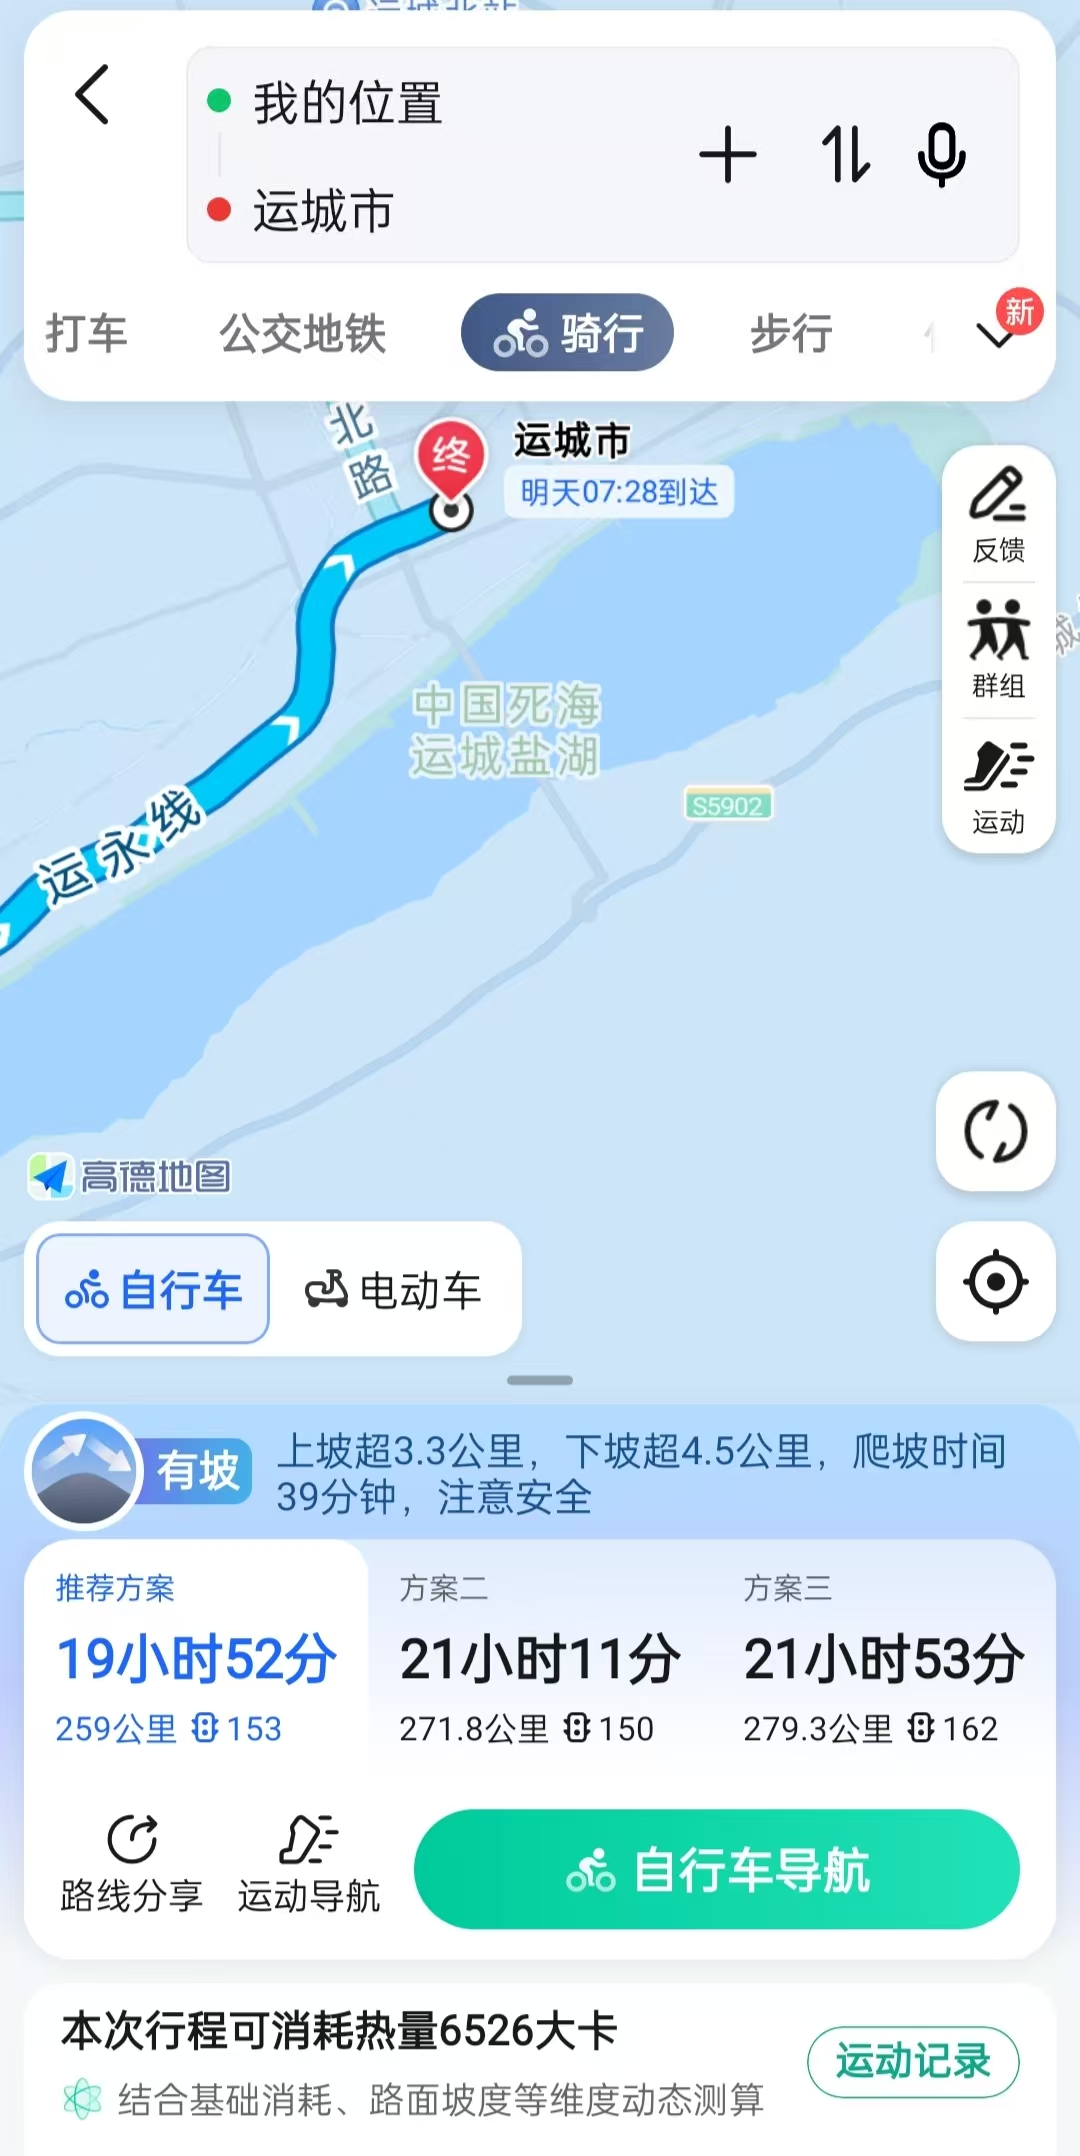 我的位置
运城市
打车
公交地铁
骑行
步行
新
北路
终
运城市
明天07:28到达
反馈
群组
运动
中国死海
运城盐湖
S5902
运永线
高德地图
自行车
电动车
有坡
上坡超3.3公里，下坡超4.5公里，爬坡时间
39分钟，注意安全
推荐方案
方案二
方案三
19小时52分
21小时11分
21小时53分
259公里 153
271.8公里 150
279.3公里 162
路线分享
运动导航
自行车导航
本次行程可消耗热量6526大卡
结合基础消耗、路面坡度等维度动态测算
运动记录